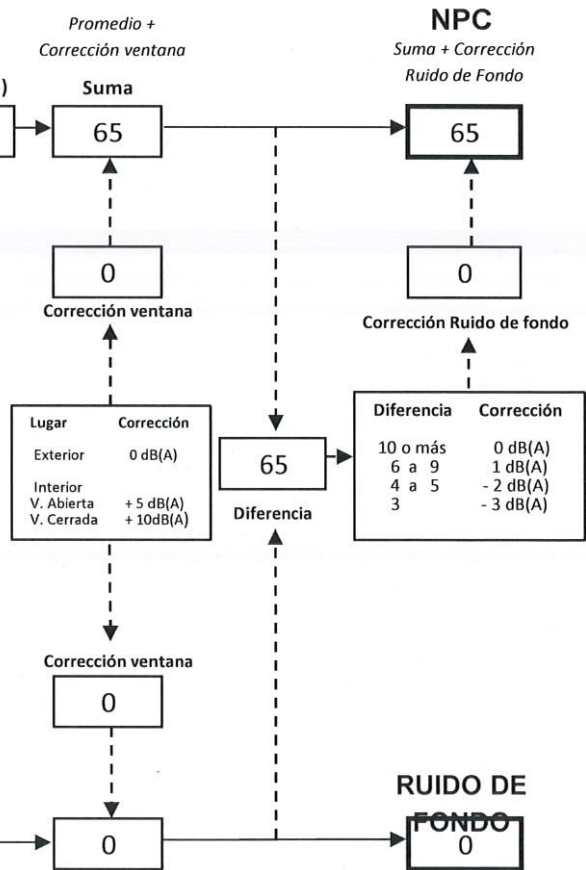 Promedio +
Corrección ventana
)
Suma
65
NPC
Suma + Corrección
Ruido de Fondo
65
0
Corrección ventana
0
Corrección Ruido de fondo
Lugar Corrección
Exterior 0 dB(A)
Interior
V. Abierta + 5 dB(A)
V. Cerrada + 10dB(A)
65
Diferencia
Diferencia Corrección
10 o más 0 dB(A)
6 a 9 1 dB(A)
4 a 5 - 2 dB(A)
3 - 3 dB(A)
Corrección ventana
0
0
RUIDO DE
FONDO
0